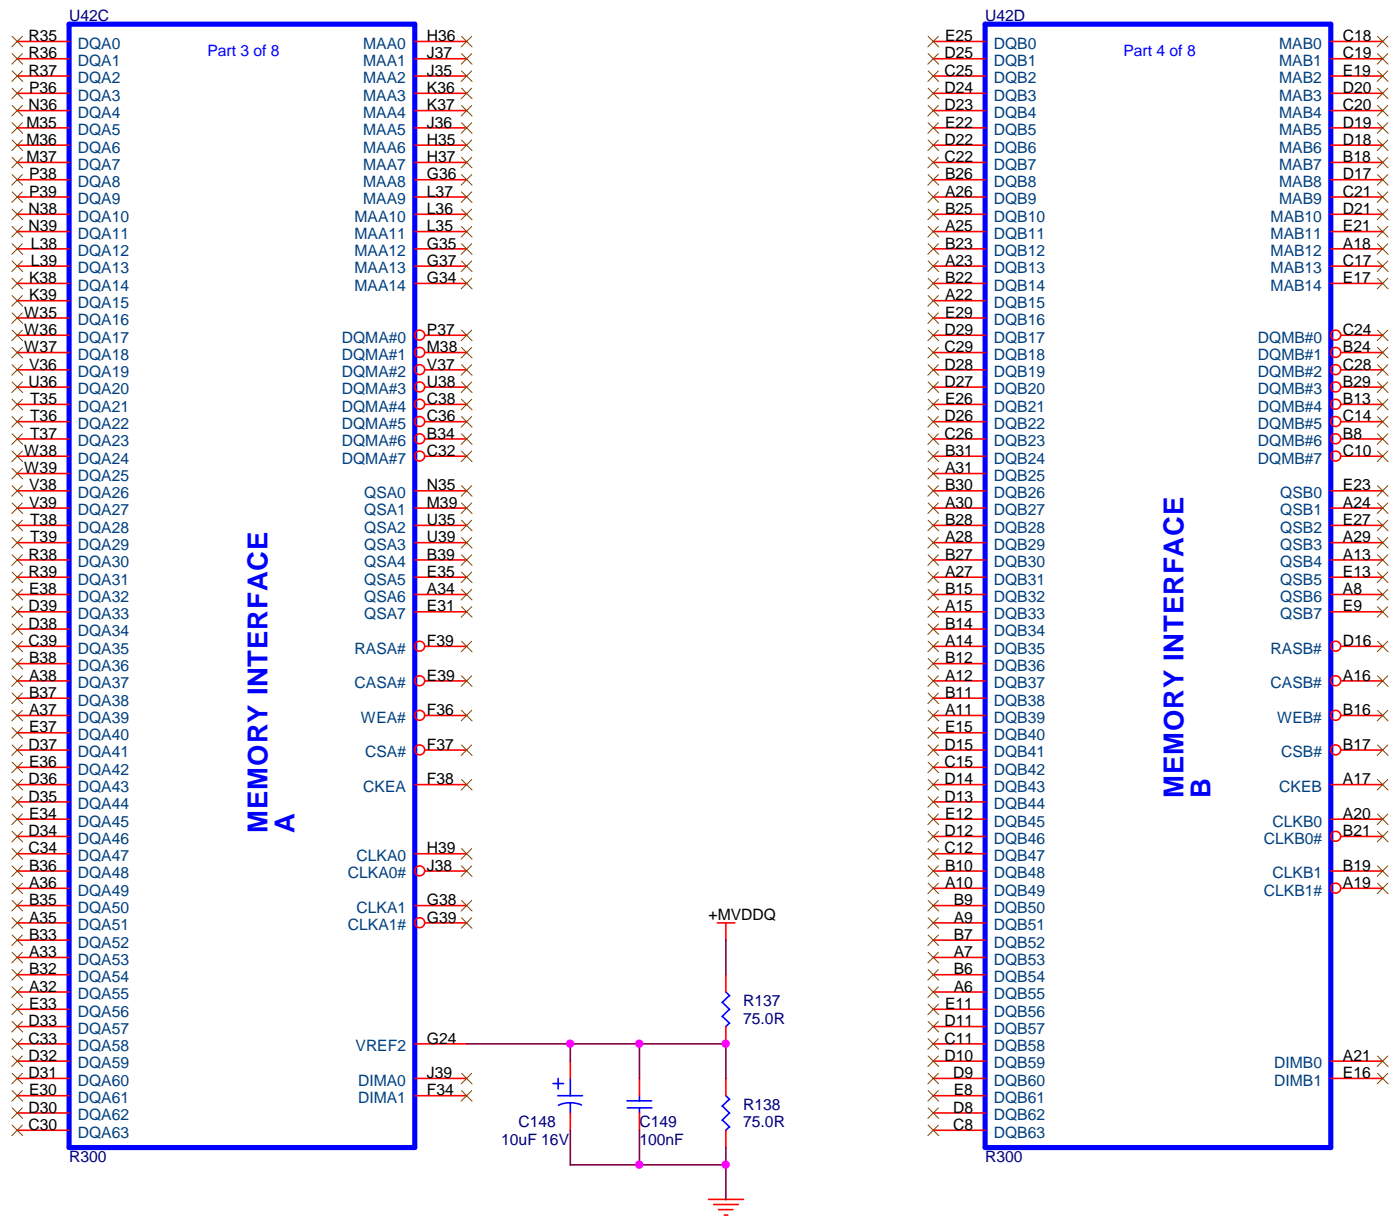 U42C
Part 3 of 8
R35 DQA0 MAA0 H36
R36 DQA1 MAA1 J37
R37 DQA2 MAA2 J35
P36 DQA3 MAA3 K36
N36 DQA4 MAA4 K37
M35 DQA5 MAA5 J36
M36 DQA6 MAA6 H35
M37 DQA7 MAA7 H37
P38 DQA8 MAA8 G36
P39 DQA9 MAA9 L37
N38 DQA10 MAA10 L36
N39 DQA11 MAA11 L35
L38 DQA12 MAA12 G35
L39 DQA13 MAA13 G37
K38 DQA14 MAA14 G34
K39 DQA15
W35 DQA16
W36 DQA17 DQMA#0 P37
W37 DQA18 DQMA#1 M38
V36 DQA19 DQMA#2 V37
U36 DQA20 DQMA#3 U38
T35 DQA21 DQMA#4 C38
T36 DQA22 DQMA#5 C36
T37 DQA23 DQMA#6 B34
W38 DQA24 DQMA#7 C32
W39 DQA25
V38 DQA26 QSA0 N35
V39 DQA27 QSA1 M39
T38 DQA28 QSA2 U35
T39 DQA29 QSA3 U39
R38 DQA30 QSA4 B39
R39 DQA31 QSA5 E35
E38 DQA32 QSA6 A34
D39 DQA33 QSA7 E31
D38 DQA34
C39 DQA35 RASA# F39
B38 DQA36
A38 DQA37 CASA# E39
B37 DQA38
A37 DQA39 WEA# F36
E37 DQA40
D37 DQA41 CSA# F37
E36 DQA42
D36 DQA43 CKEA F38
D35 DQA44
E34 DQA45
D34 DQA46
C34 DQA47 CLKA0 H39
B36 DQA48 CLKA0# J38
A36 DQA49
B35 DQA50 CLKA1 G38
A35 DQA51 CLKA1# G39
B33 DQA52
A33 DQA53
B32 DQA54
A32 DQA55
E33 DQA56
D33 DQA57
C33 DQA58 VREF2 G24
D32 DQA59
D31 DQA60 DIMA0 J39
E30 DQA61 DIMA1 F34
D30 DQA62
C30 DQA63
MEMORY INTERFACE
A
R300
+MVDDQ
R137
75.0R
R138
75.0R
+
C148
10uF 16V
C149
100nF
U42D
Part 4 of 8
E25 DQB0 MAB0 C18
D25 DQB1 MAB1 C19
C25 DQB2 MAB2 E19
D24 DQB3 MAB3 D20
D23 DQB4 MAB4 C20
E22 DQB5 MAB5 D19
D22 DQB6 MAB6 D18
C22 DQB7 MAB7 B18
B26 DQB8 MAB8 D17
A26 DQB9 MAB9 C21
B25 DQB10 MAB10 D21
A25 DQB11 MAB11 E21
B23 DQB12 MAB12 A18
A23 DQB13 MAB13 C17
B22 DQB14 MAB14 E17
A22 DQB15
E29 DQB16
D29 DQB17 DQMB#0 C24
C29 DQB18 DQMB#1 B24
D28 DQB19 DQMB#2 C28
D27 DQB20 DQMB#3 B29
E26 DQB21 DQMB#4 B13
D26 DQB22 DQMB#5 C14
C26 DQB23 DQMB#6 B8
B31 DQB24 DQMB#7 C10
A31 DQB25
B30 DQB26 QSB0 E23
A30 DQB27 QSB1 A24
B28 DQB28 QSB2 E27
A28 DQB29 QSB3 A29
B27 DQB30 QSB4 A13
A27 DQB31 QSB5 E13
B15 DQB32 QSB6 A8
A15 DQB33 QSB7 E9
B14 DQB34
A14 DQB35 RASB# D16
B12 DQB36
A12 DQB37 CASB# A16
B11 DQB38
A11 DQB39 WEB# B16
E15 DQB40
D15 DQB41 CSB# B17
C15 DQB42
D14 DQB43 CKEB A17
D13 DQB44
E12 DQB45 CLKB0 A20
D12 DQB46 CLKB0# B21
C12 DQB47
B10 DQB48 CLKB1 B19
A10 DQB49 CLKB1# A19
B9 DQB50
A9 DQB51
B7 DQB52
A7 DQB53
B6 DQB54
A6 DQB55
E11 DQB56
D11 DQB57
C11 DQB58
D10 DQB59 DIMB0 A21
D9 DQB60 DIMB1 E16
E8 DQB61
D8 DQB62
C8 DQB63
MEMORY INTERFACE
B
R300